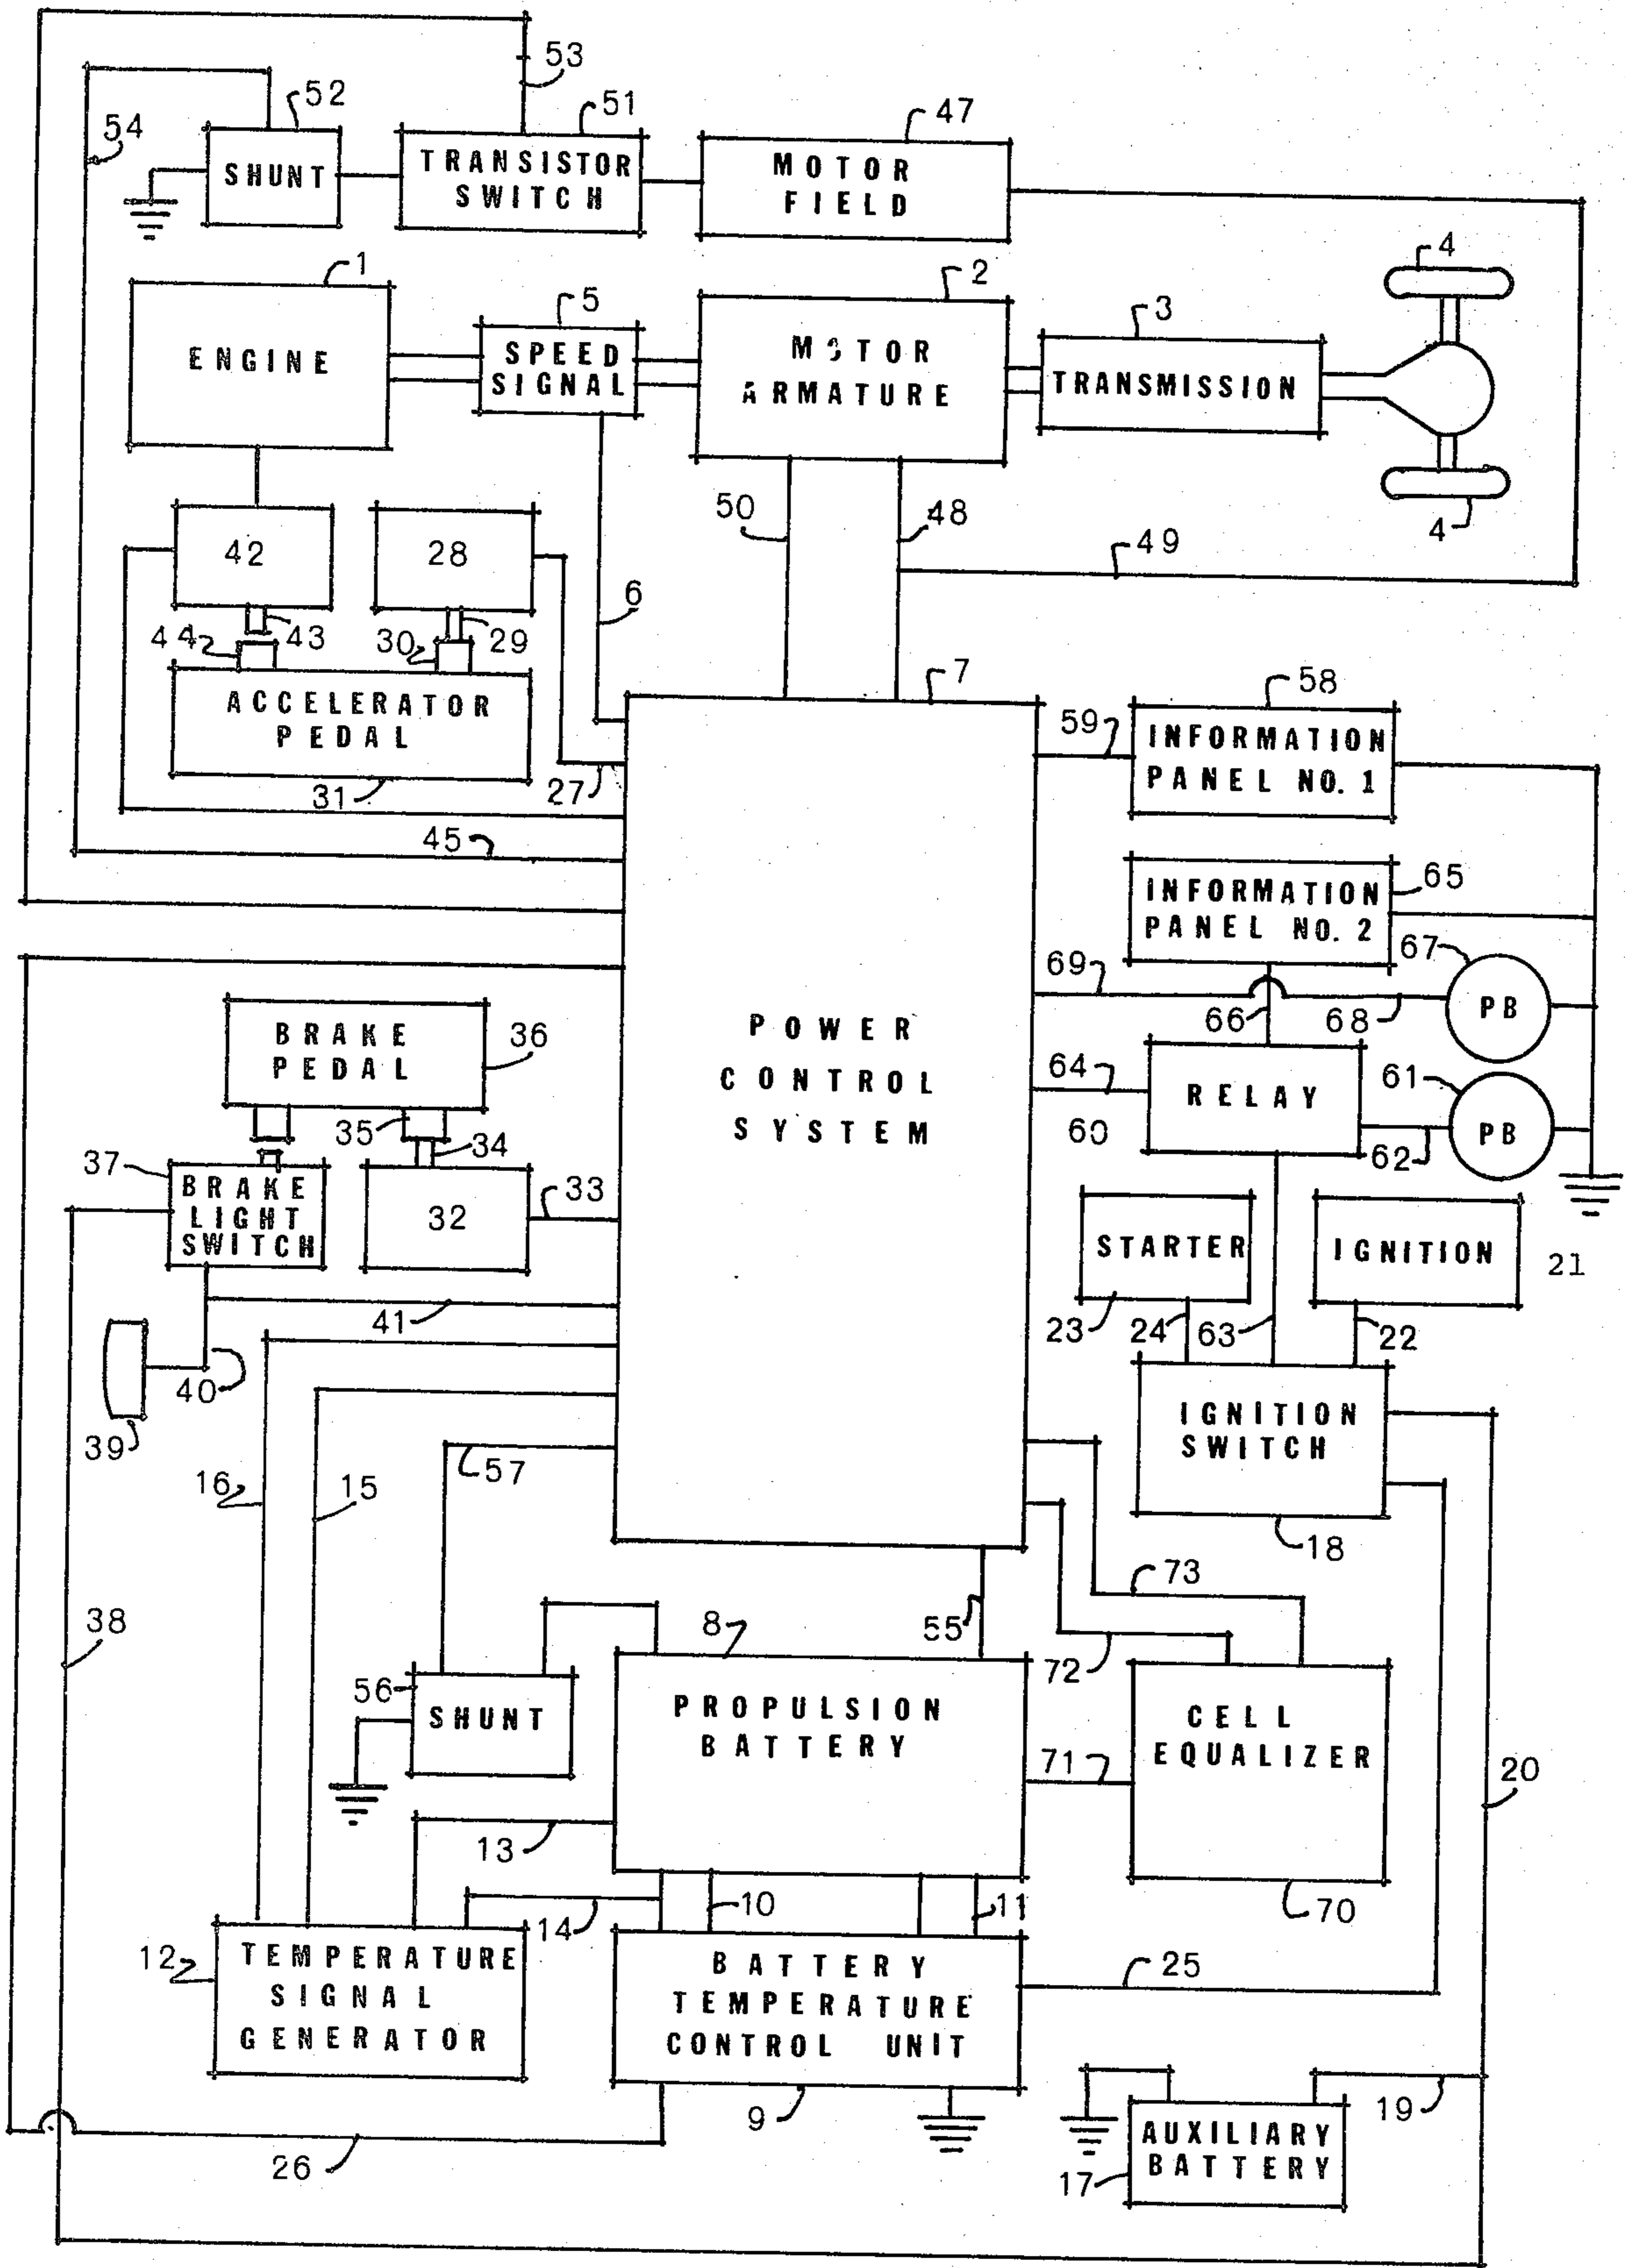 53
52
51
47
54
SHUNT
TRANSISTOR
SWITCH
MOTOR
FIELD
1
5
2
3
4
ENGINE
SPEED
SIGNAL
MOTOR
ARMATURE
TRANSMISSION
4
50
48
49
42
28
6
44
43
30
29
7
58
ACCELERATOR
PEDAL
59
INFORMATION
PANEL NO. 1
31
27
45
65
INFORMATION
PANEL NO. 2
67
69
PB
66
68
BRAKE
PEDAL
36
POWER
CONTROL
SYSTEM
64
RELAY
61
60
PB
62
35
34
37
BRAKE
LIGHT
SWITCH
32
33
STARTER
IGNITION
21
41
23
24
63
22
40
39
IGNITION
SWITCH
57
16
15
18
73
38
55
8
72
56
SHUNT
PROPULSION
BATTERY
CELL
EQUALIZER
71
20
13
10
11
14
70
12
TEMPERATURE
SIGNAL
GENERATOR
BATTERY
TEMPERATURE
CONTROL UNIT
25
9
19
26
17
AUXILIARY
BATTERY